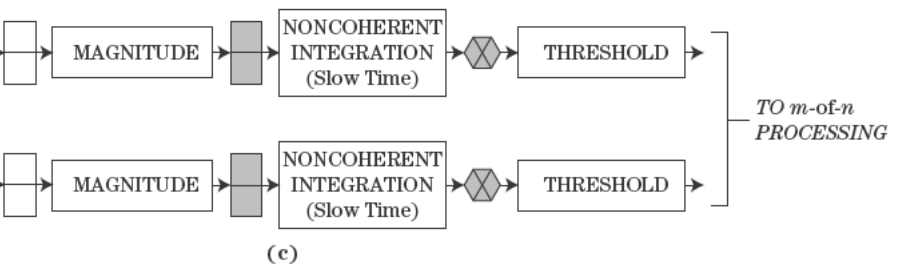 MAGNITUDE
NONCOHERENT
INTEGRATION
(Slow Time)
THRESHOLD
TO m-of-n
PROCESSING
MAGNITUDE
NONCOHERENT
INTEGRATION
(Slow Time)
THRESHOLD
(c)